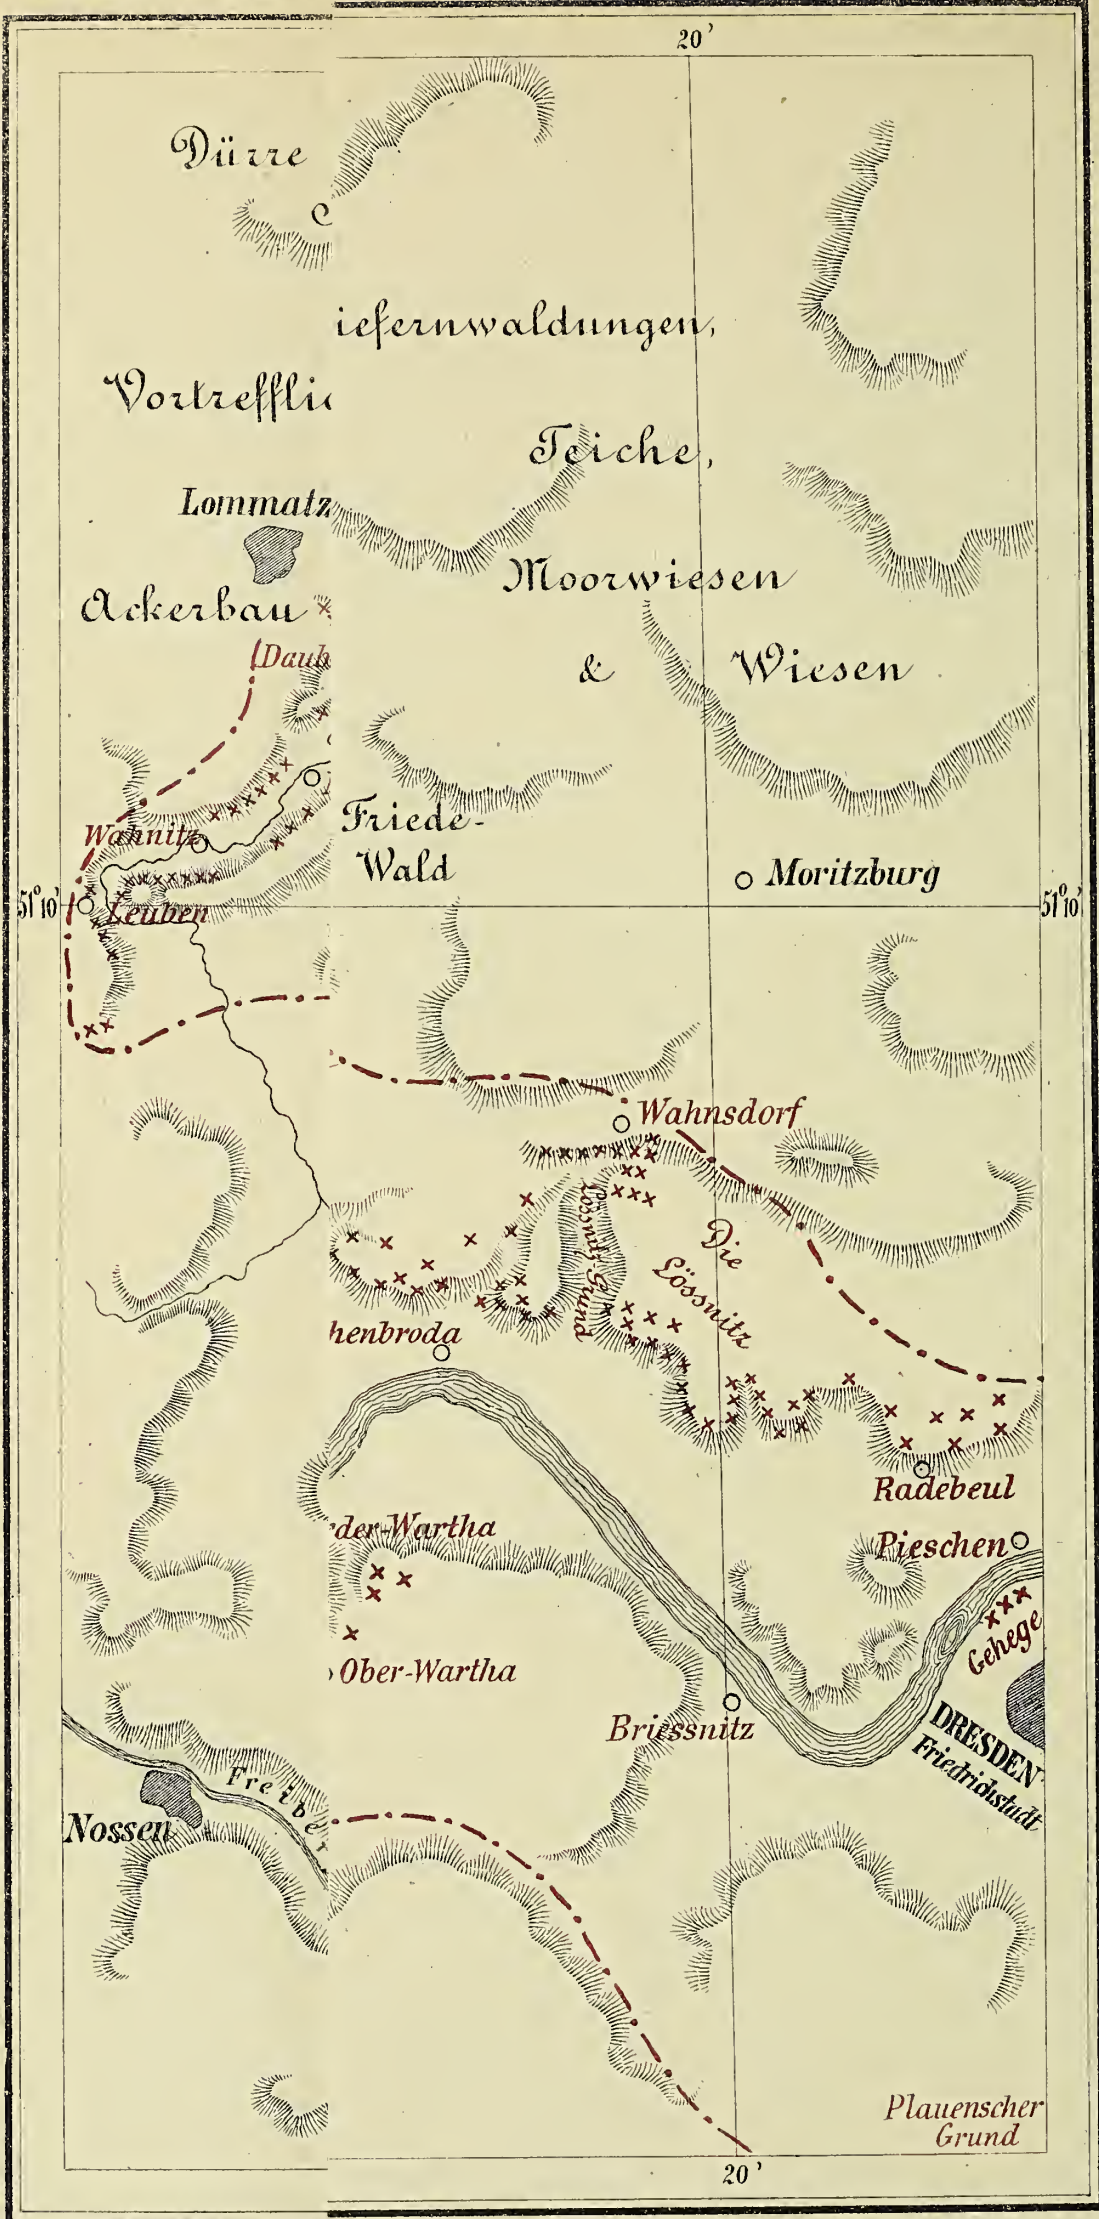 20'
Dürre
iefernwaldungen,
Vortreffli
Teiche,
Lommatz
Moorwiesen
Ackerbau
& Wiesen
Daub
Friede-
Wald
Wahnitz
Moritzburg
51°10'
Leuben
51°10'
Wahnsdorf
Lössnitz-Grund
Die
Lössnitz
henbroda
Radebeul
der-Wartha
Pieschen
Gehege
Ober-Wartha
Briessnitz
DRESDEN
Friedrichstadt
Freiber
Nossen
Plauenscher
Grund
20'